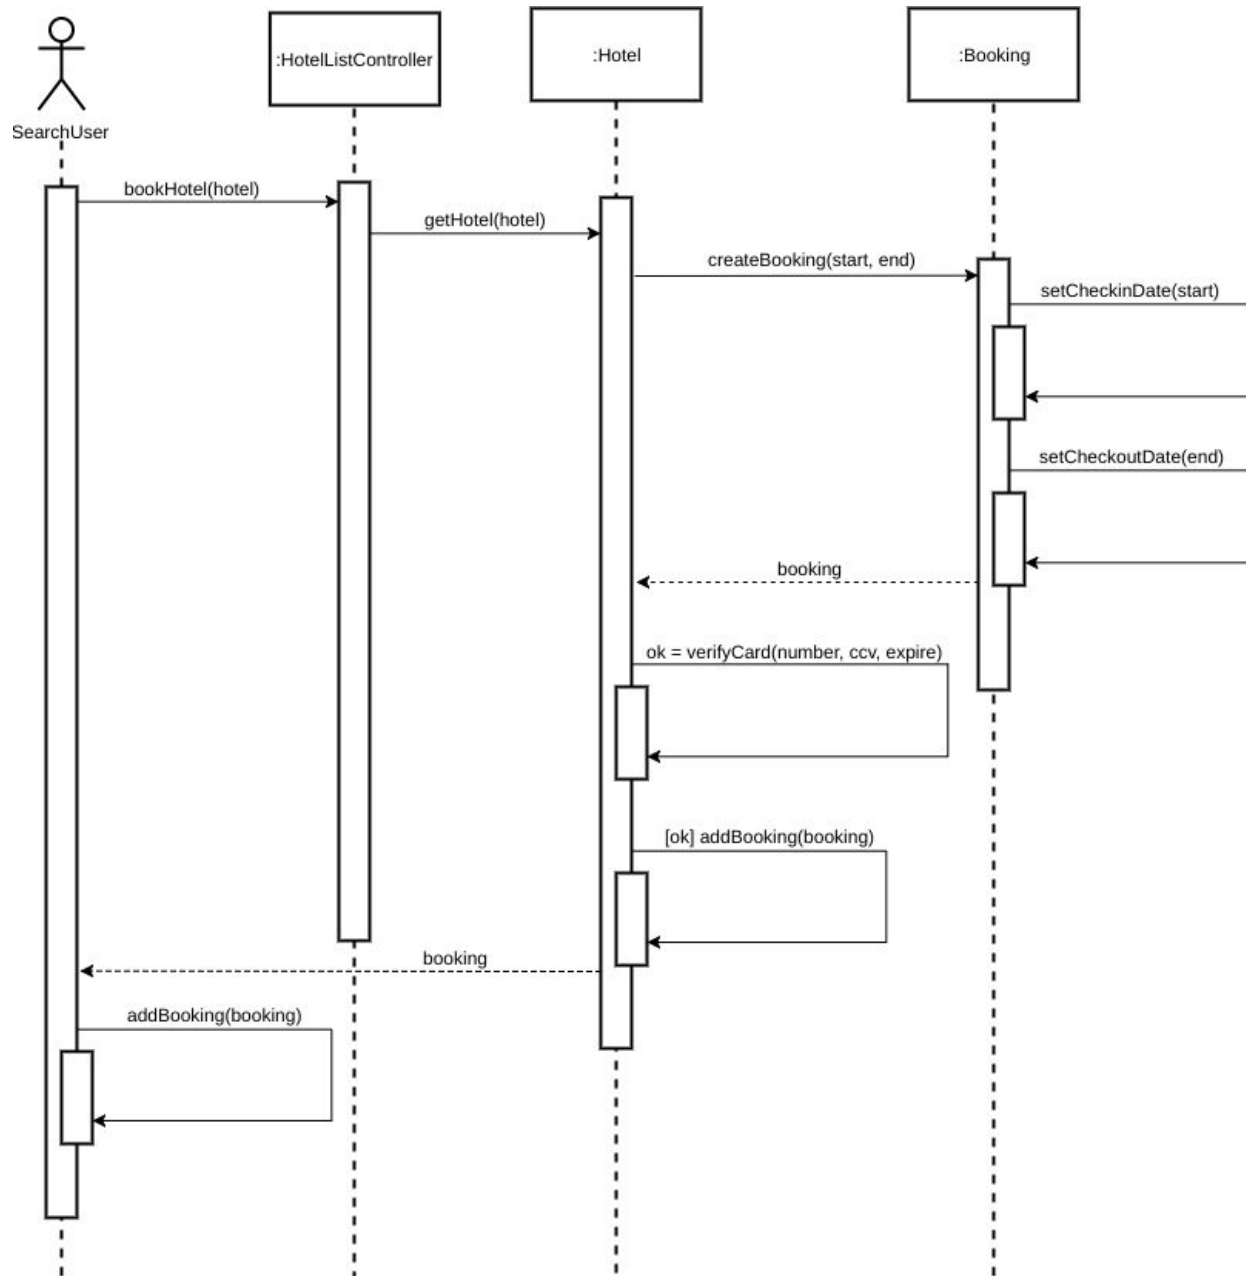 :HotelListController
:Hotel
:Booking
SearchUser
bookHotel(hotel)
getHotel(hotel)
createBooking(start, end)
setCheckinDate(start)
setCheckoutDate(end)
booking
ok = verifyCard(number, ccv, expire)
[ok] addBooking(booking)
booking
addBooking(booking)